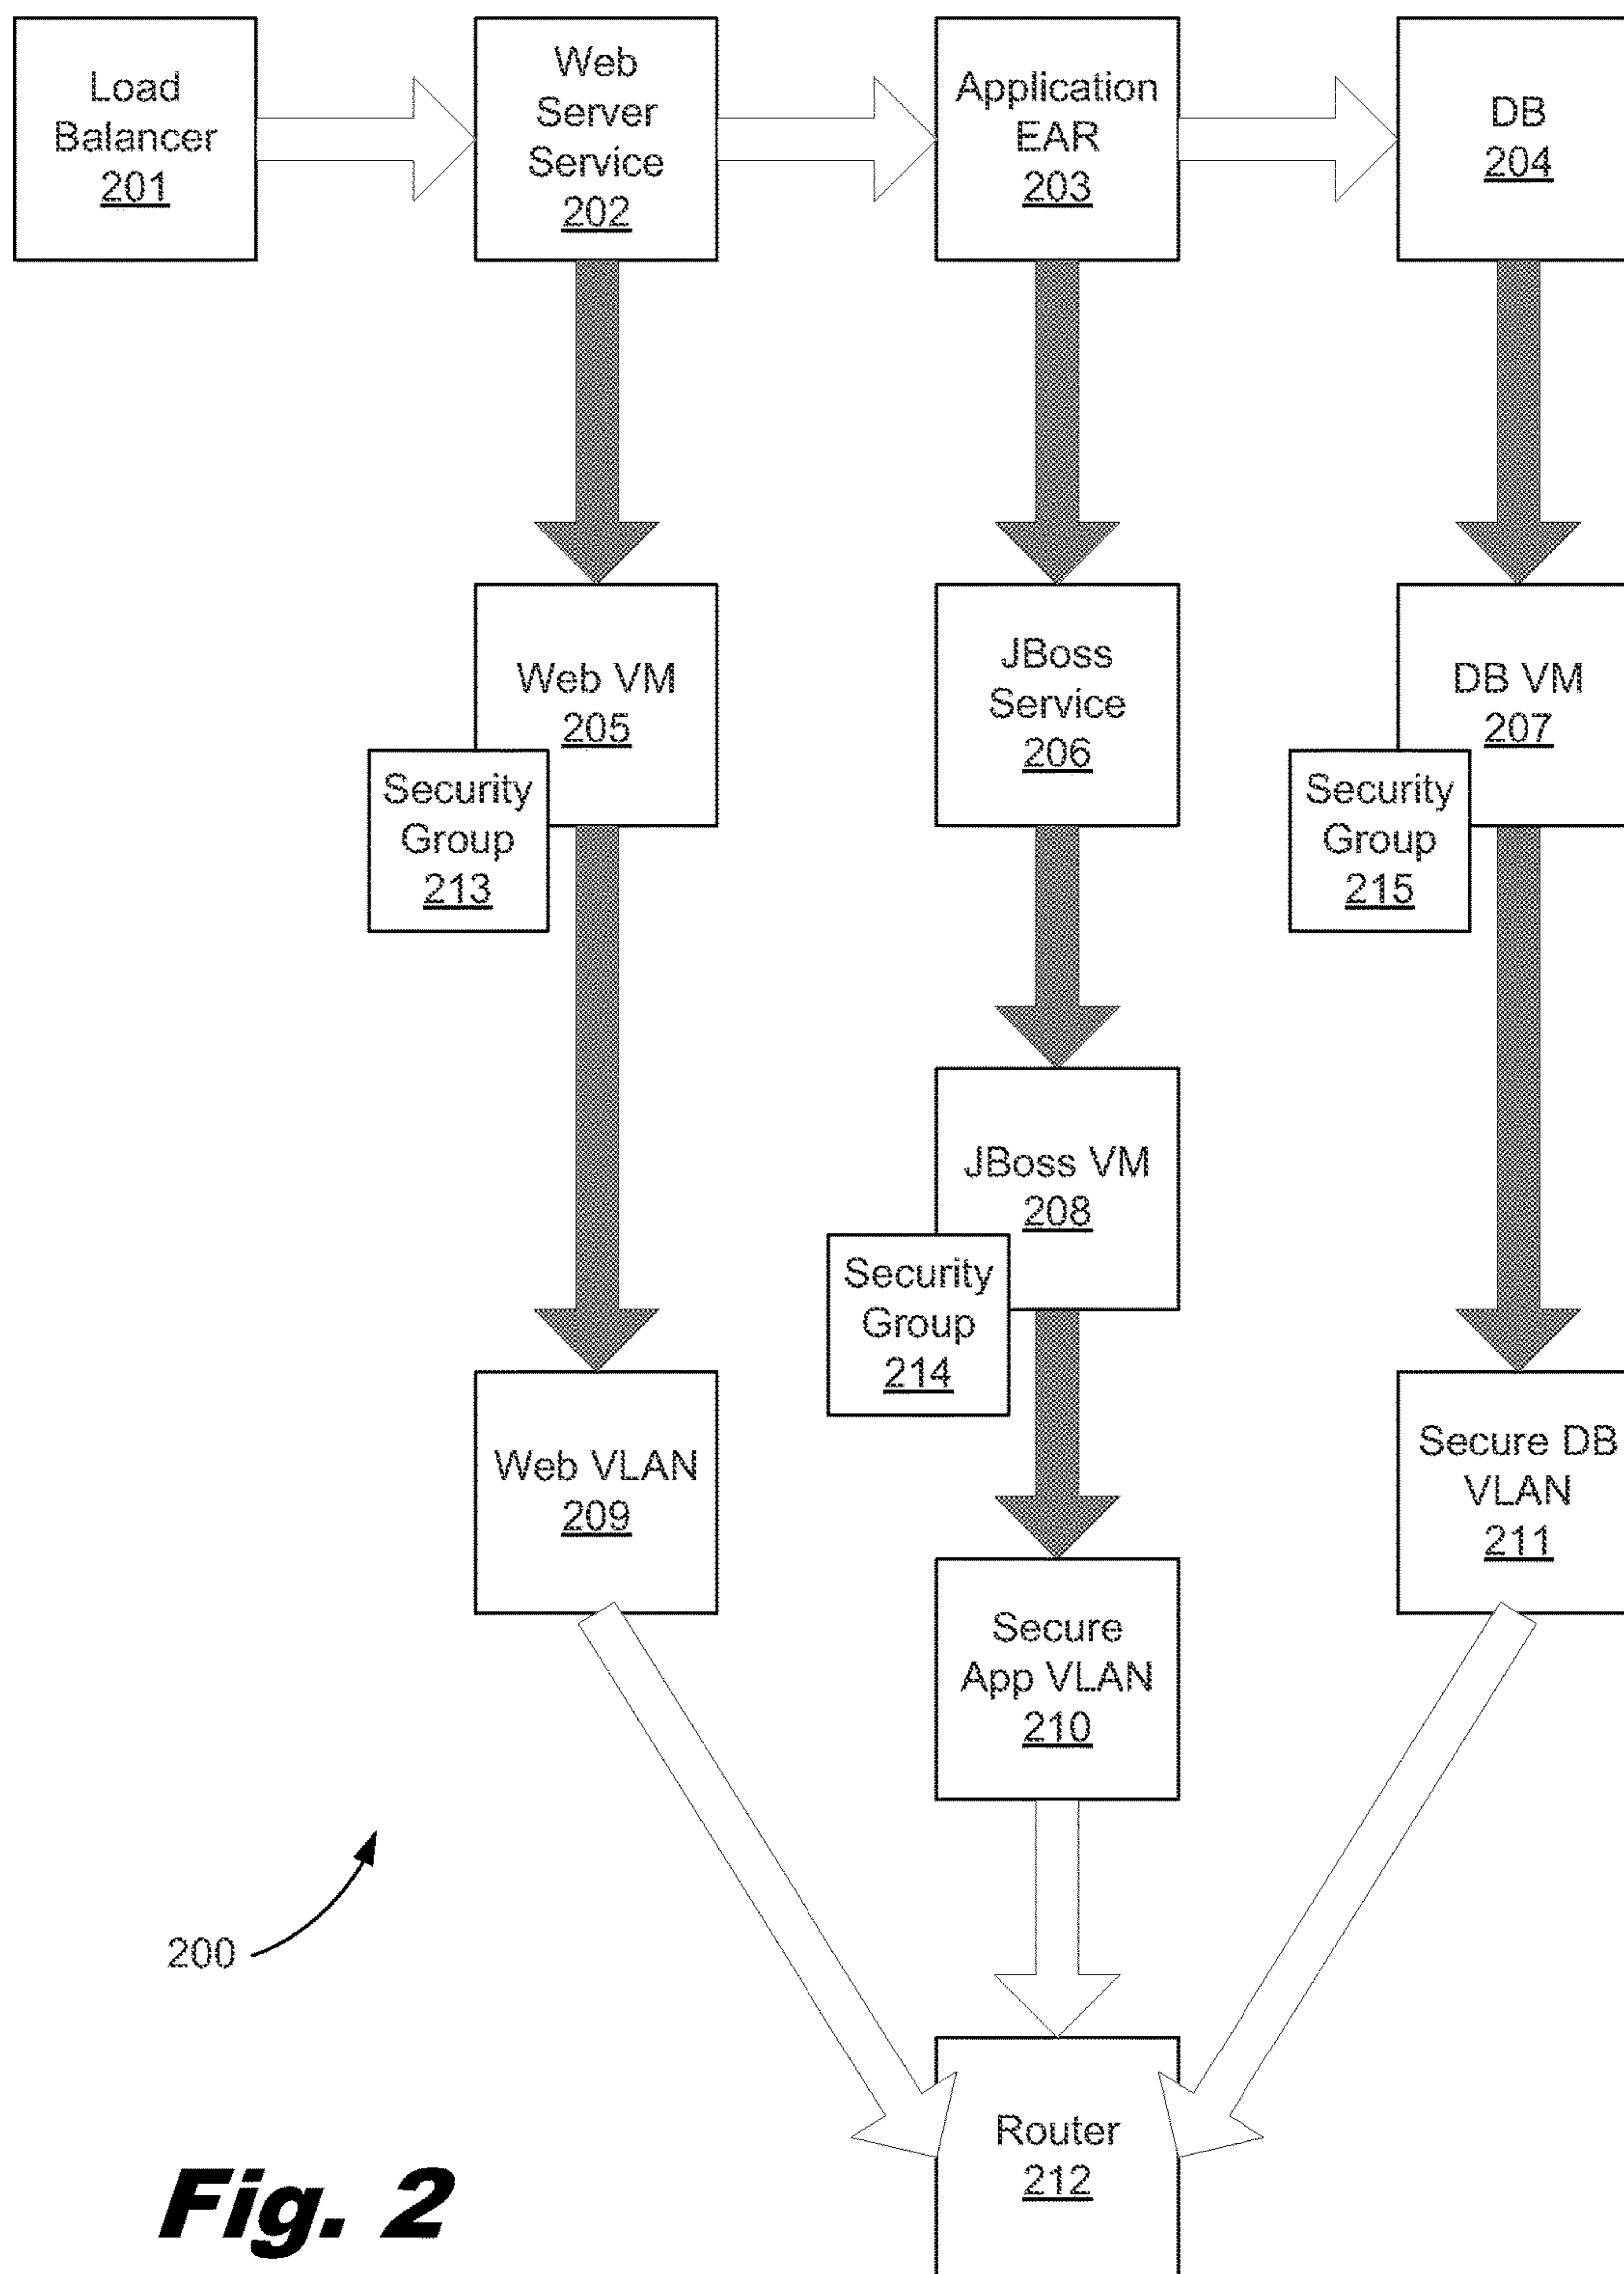 Load
Balancer
201
Web
Server
Service
202
Application
EAR
203
DB
204
Web VM
205
Security
Group
213
JBoss
Service
206
DB VM
207
Security
Group
215
JBoss VM
208
Security
Group
214
Web VLAN
209
Secure DB
VLAN
211
Secure
App VLAN
210
200
Router
212
Fig. 2